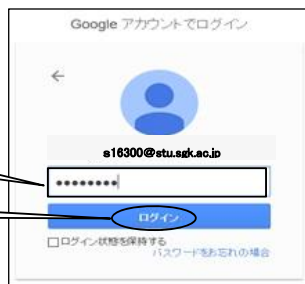 Google アカウントでログイン
s16300@stu.sgk.ac.jp
••••••••
ログイン
ログイン状態を保持する
パスワードをお忘れの場合